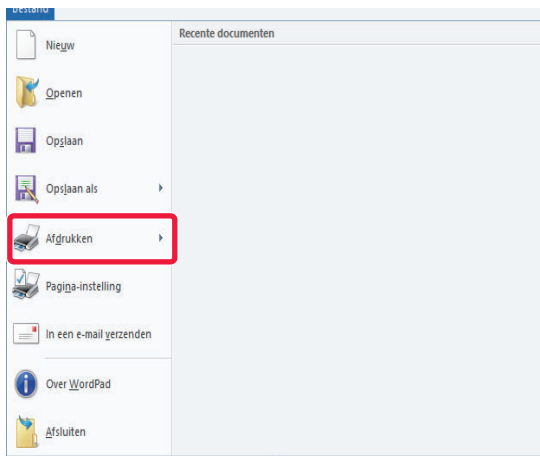 Bestand
Recente documenten
Nieuw
Openen
Opslaan
Opslaan als
Afdrukken
Pagina-instelling
In een e-mail verzenden
Over WordPad
Afsluiten